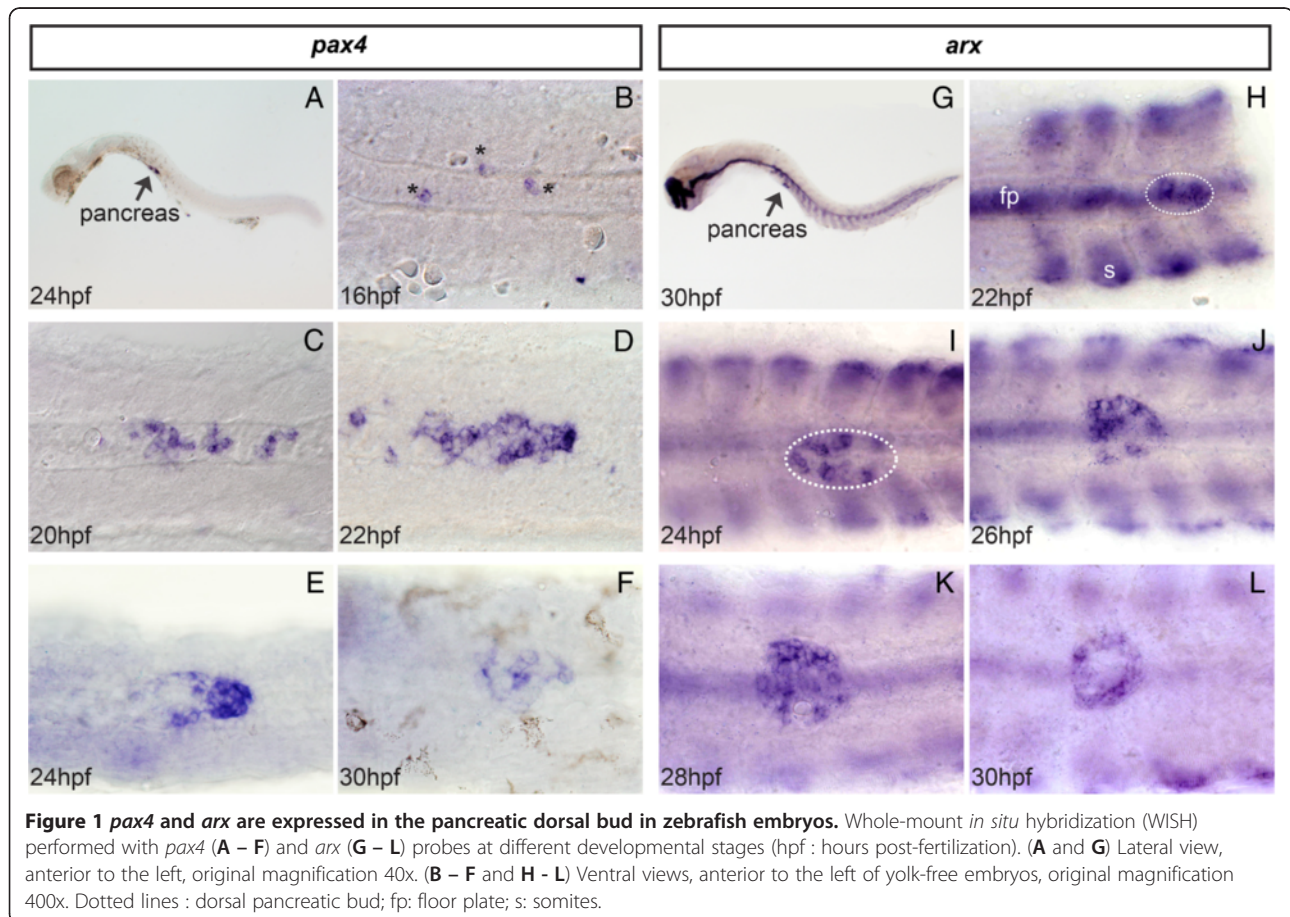 pax4
arx
A
pancreas
24hpf
B
*
*
*
16hpf
G
pancreas
30hpf
H
fp
s
22hpf
C
20hpf
D
22hpf
I
24hpf
J
26hpf
E
24hpf
F
30hpf
K
28hpf
L
30hpf
Figure 1 pax4 and arx are expressed in the pancreatic dorsal bud in zebrafish embryos. Whole-mount in situ hybridization (WISH)
performed with pax4 (A – F) and arx (G – L) probes at different developmental stages (hpf : hours post-fertilization). (A and G) Lateral view,
anterior to the left, original magnification 40x. (B – F and H - L) Ventral views, anterior to the left of yolk-free embryos, original magnification
400x. Dotted lines : dorsal pancreatic bud; fp: floor plate; s: somites.